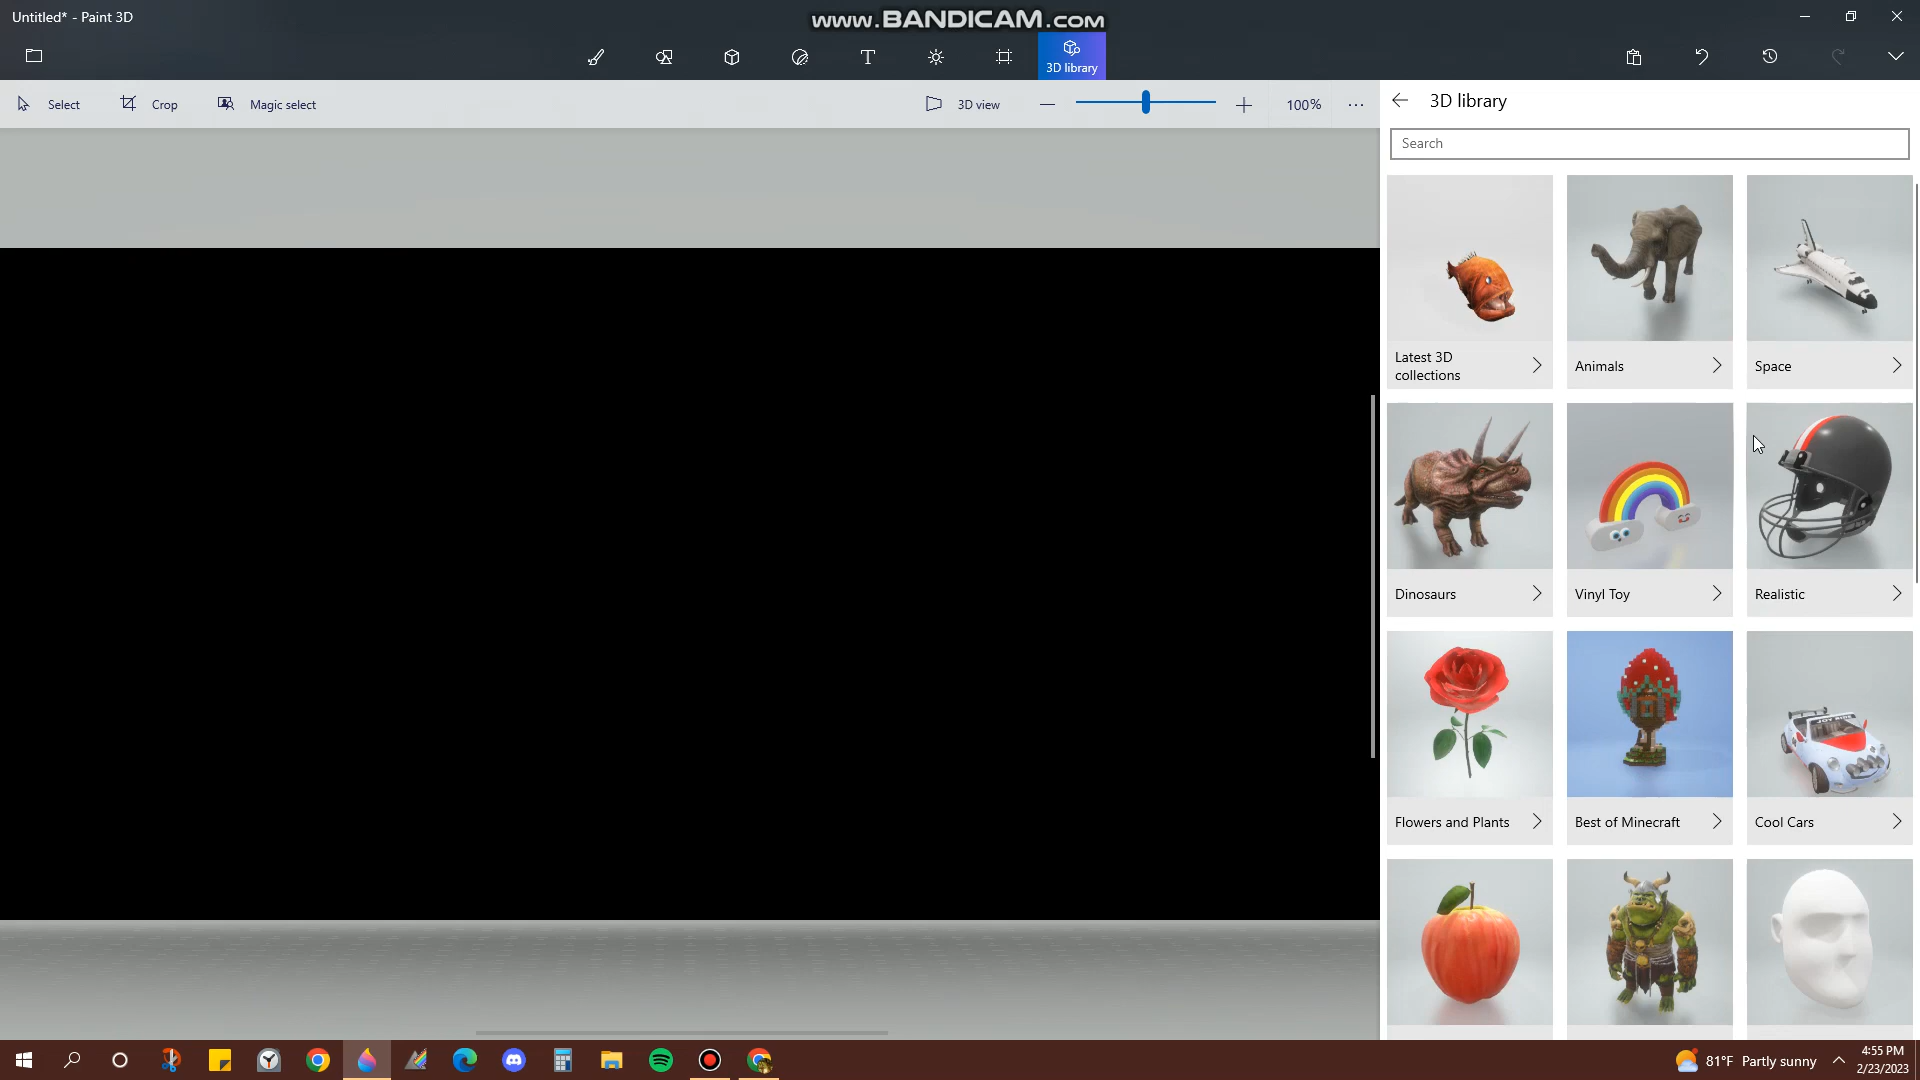 Untitled* - Paint 3D
www.BANDICAM.com
3D library
Select
Crop
Magic select
3D view
100%
3D library
Search
Latest 3D
collections
Animals
Space
Dinosaurs
Vinyl Toy
Realistic
Flowers and Plants
Best of Minecraft
Cool Cars
81°F Partly sunny
4:55 PM
2/23/2023